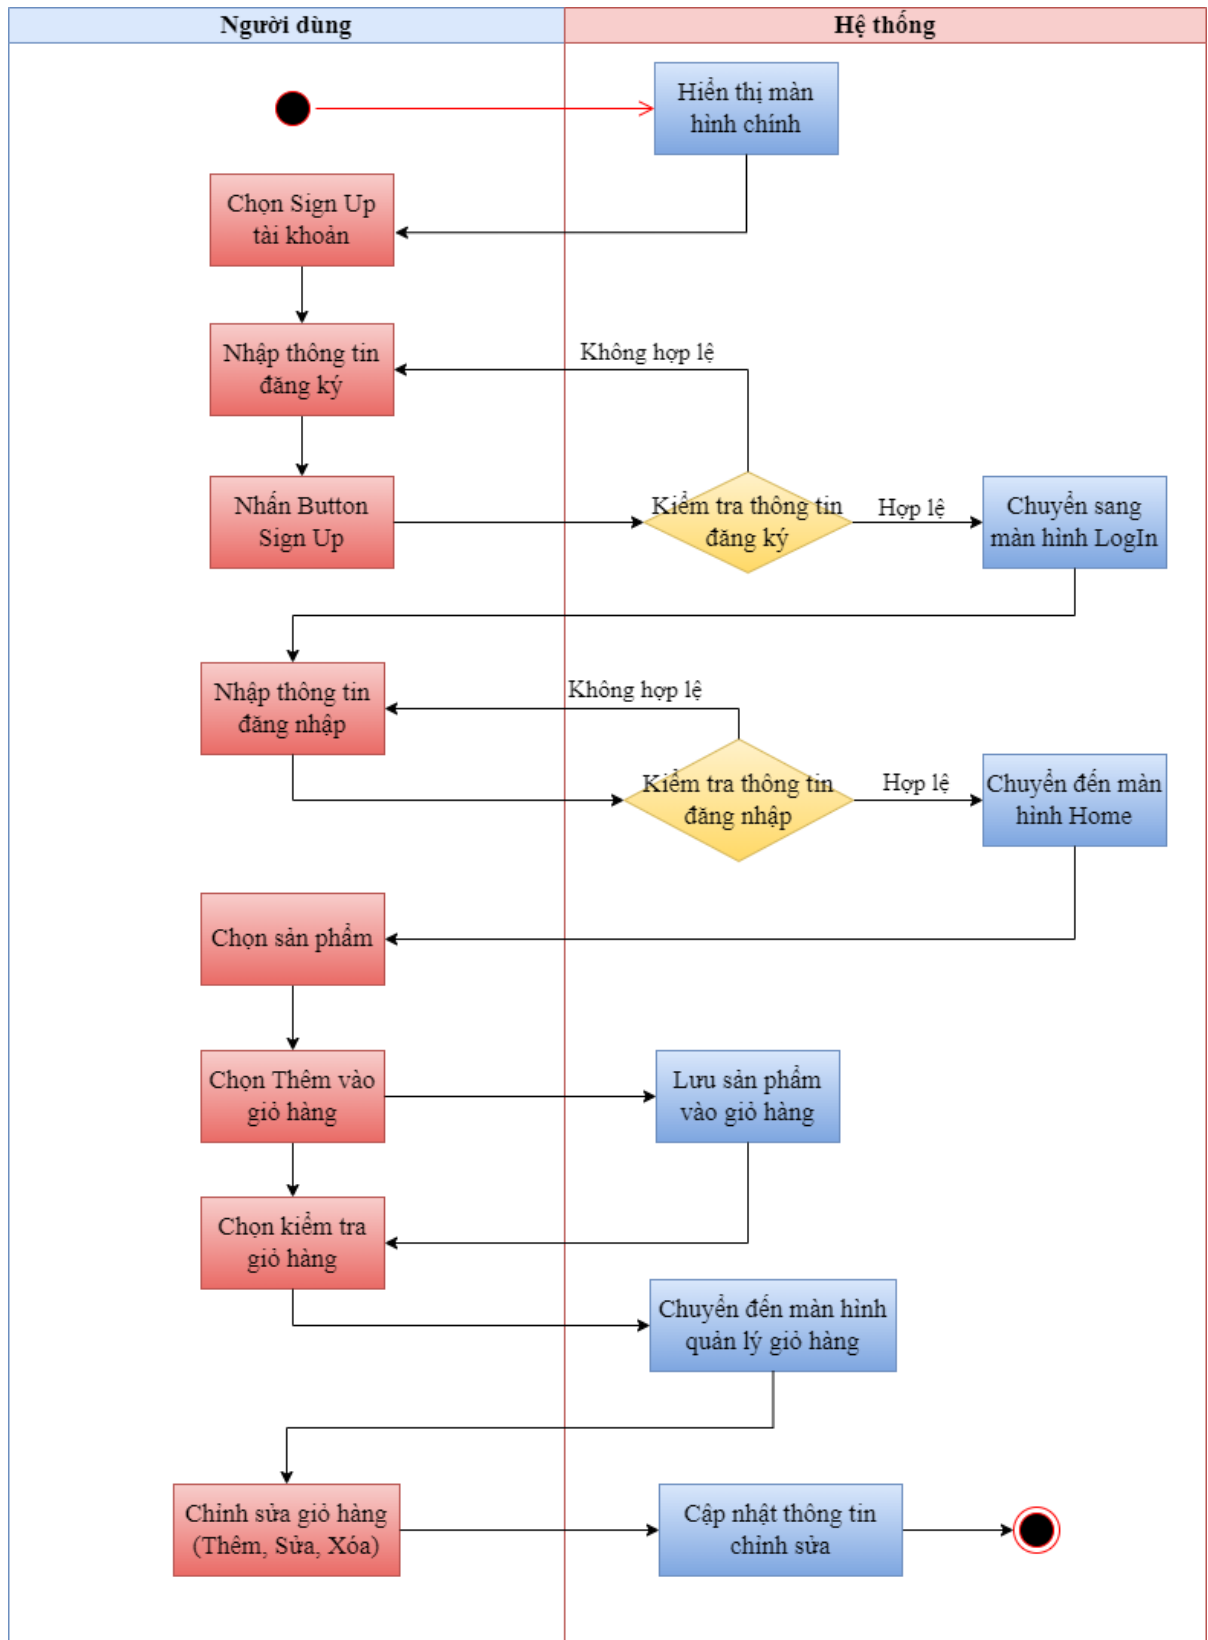 Người dùng
Hệ thống
Hiển thị màn
hình chính
Chọn Sign Up
tài khoản
Nhập thông tin
đăng ký
Không hợp lệ
Nhấn Button
Sign Up
Kiểm tra thông tin
đăng ký
Hợp lệ
Chuyển sang
màn hình LogIn
Nhập thông tin
đăng nhập
Không hợp lệ
Kiểm tra thông tin
đăng nhập
Hợp lệ
Chuyển đến màn
hình Home
Chọn sản phẩm
Chọn Thêm vào
giỏ hàng
Lưu sản phẩm
vào giỏ hàng
Chọn kiểm tra
giỏ hàng
Chuyển đến màn hình
quản lý giỏ hàng
Chỉnh sửa giỏ hàng
(Thêm, Sửa, Xóa)
Cập nhật thông tin
chỉnh sửa